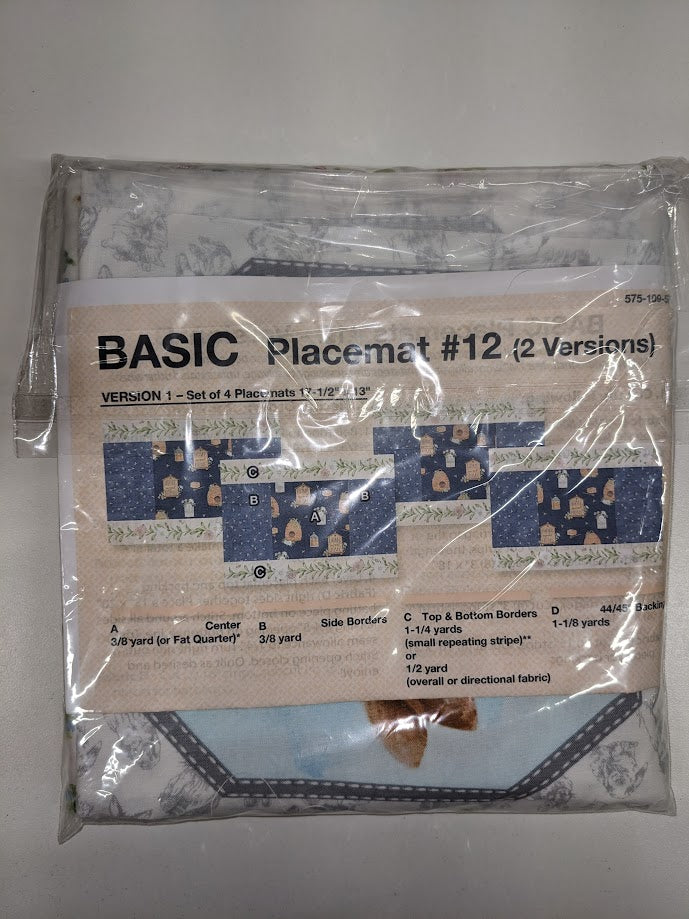 575-109-5
BASIC Placemat #12 (2 Versions)
VERSION 1 – Set of 4 Placemats 17-1/2" x 13"
C
B
B
A
C
A Center
3/8 yard (or Fat Quarter)*
B Side Borders
3/8 yard
C Top & Bottom Borders
1-1/4 yards
(small repeating stripe)**
or
1/2 yard
(overall or directional fabric)
D 44/45" Backing
1-1/8 yards